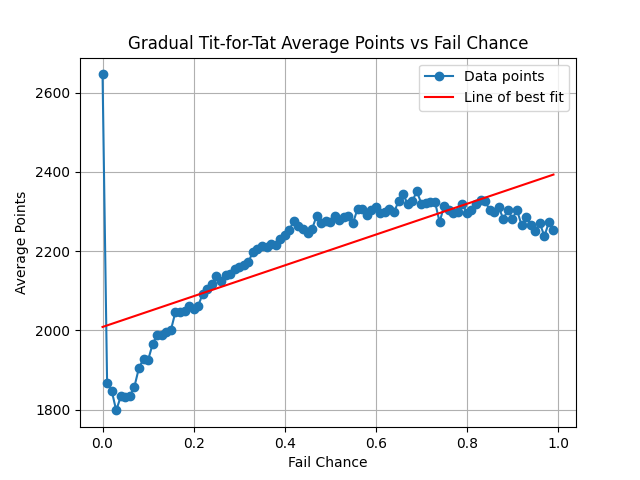 Gradual Tit-for-Tat Average Points vs Fail Chance
Data points
Line of best fit
Average Points
2600
2400
2200
2000
1800
0.0 0.2 0.4 0.6 0.8 1.0
Fail Chance